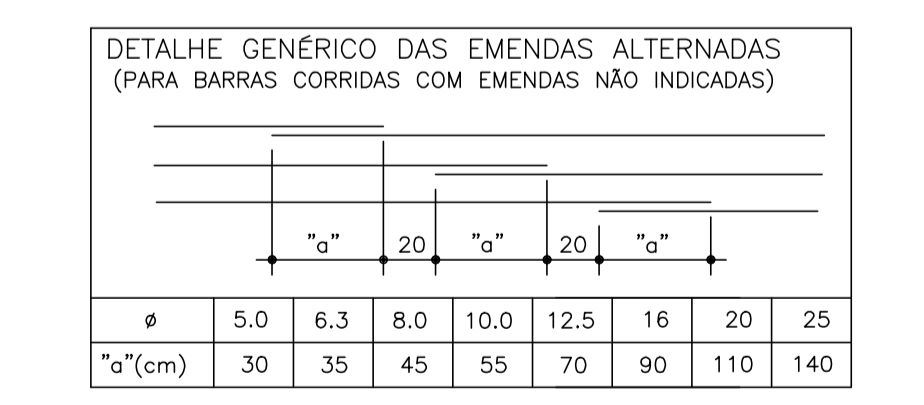 DETALHE GENÉRICO DAS EMENDAS ALTERNADAS
(PARA BARRAS CORRIDAS COM EMENDAS NÃO INDICADAS)
"a" 20 "a" 20 "a"
ø 5.0 6.3 8.0 10.0 12.5 16 20 25
"a"(cm) 30 35 45 55 70 90 110 140